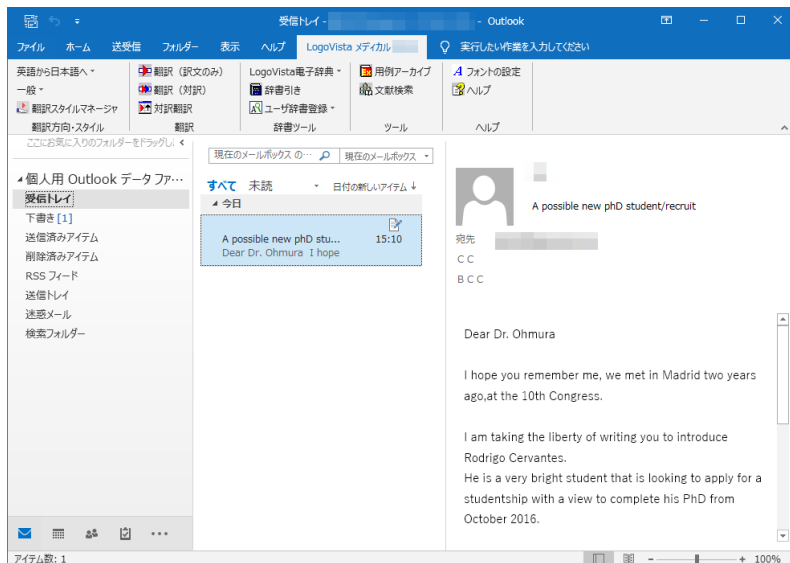 受信トレイ -
- Outlook
ファイル ホーム 送受信 フォルダー 表示 ヘルプ LogoVista メディカル 実行したい作業を入力してください
英語から日本語へ
一般
翻訳スタイルマネージャ
翻訳方向・スタイル
翻訳（訳文のみ）
翻訳（対訳）
対訳翻訳
翻訳
LogoVista電子辞典
辞書引き
ユーザ辞書登録
辞書ツール
用例アーカイブ
文献検索
ツール
A フォントの設定
ヘルプ
ヘルプ
ここにお気に入りのフォルダーをドラッグし
個人用 Outlook データ ファ…
受信トレイ
下書き [1]
送信済みアイテム
削除済みアイテム
RSS フィード
送信トレイ
迷惑メール
検索フォルダー
現在のメールボックス の… 現在のメールボックス
すべて 未読 日付の新しいアイテム ↓
今日
A possible new phD stu... 15:10
Dear Dr. Ohmura I hope
A possible new phD student/recruit
宛先
C C
B C C
Dear Dr. Ohmura
I hope you remember me, we met in Madrid two years
ago,at the 10th Congress.
I am taking the liberty of writing you to introduce
Rodrigo Cervantes.
He is a very bright student that is looking to apply for a
studentship with a view to complete his PhD from
October 2016.
アイテム数: 1
100%